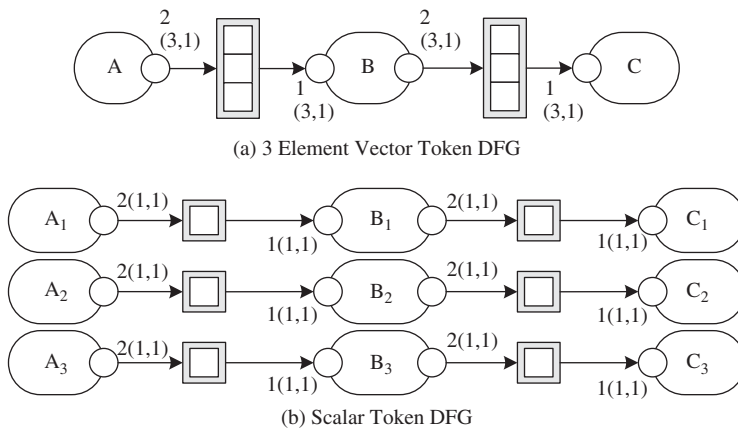 2
(3,1)
A
1
(3,1)
B
2
(3,1)
1
(3,1)
C
(a) 3 Element Vector Token DFG
A1
2(1,1)
1(1,1)
B1
2(1,1)
1(1,1)
C1
A2
2(1,1)
1(1,1)
B2
2(1,1)
1(1,1)
C2
A3
2(1,1)
1(1,1)
B3
2(1,1)
1(1,1)
C3
(b) Scalar Token DFG